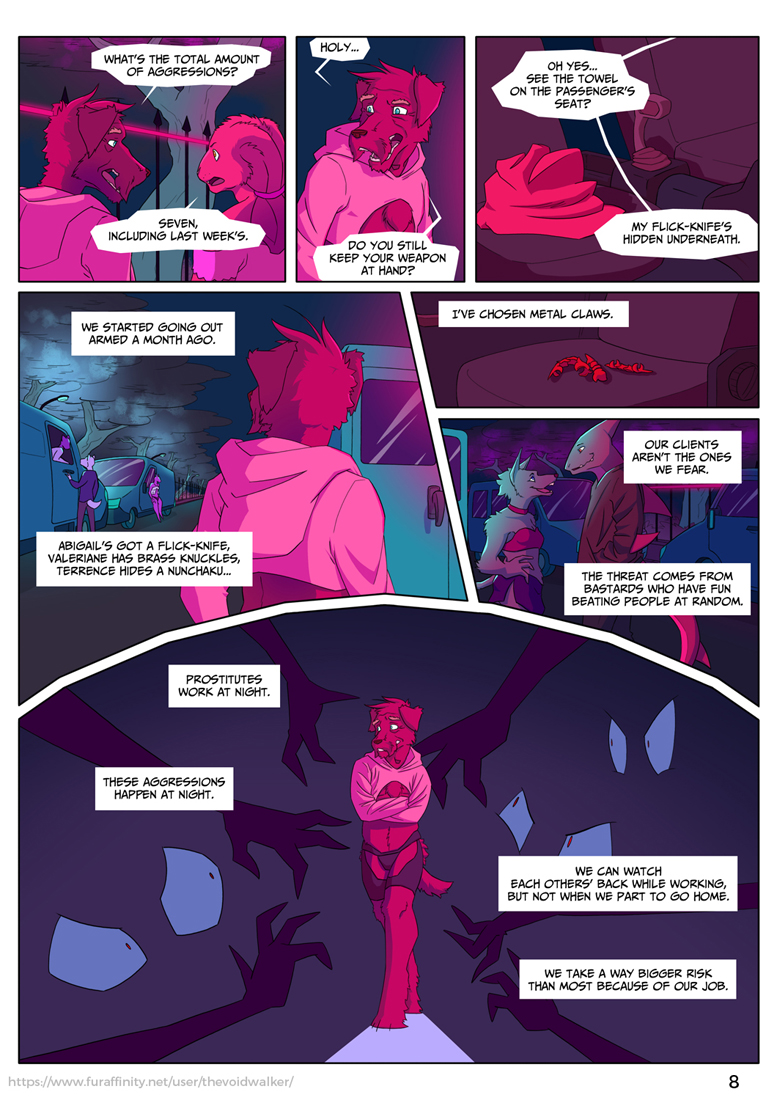 WHAT'S THE TOTAL AMOUNT
OF AGGRESSIONS?
SEVEN,
INCLUDING LAST WEEK'S.
HOLY...
DO YOU STILL
KEEP YOUR WEAPON
AT HAND?
OH YES...
SEE THE TOWEL
ON THE PASSENGER'S
SEAT?
MY FLICK-KNIFE'S
HIDDEN UNDERNEATH.
WE STARTED GOING OUT
ARMED A MONTH AGO.
ABIGAIL'S GOT A FLICK-KNIFE,
VALERIANE HAS BRASS KNUCKLES,
TERRENCE HIDES A NUNCHAKU...
I'VE CHOSEN METAL CLAWS.
OUR CLIENTS
AREN'T THE ONES
WE FEAR.
THE THREAT COMES FROM
BASTARDS WHO HAVE FUN
BEATING PEOPLE AT RANDOM.
PROSTITUTES
WORK AT NIGHT.
THESE AGGRESSIONS
HAPPEN AT NIGHT.
WE CAN WATCH
EACH OTHERS' BACK WHILE WORKING,
BUT NOT WHEN WE PART TO GO HOME.
WE TAKE A WAY BIGGER RISK
THAN MOST BECAUSE OF OUR JOB.
https://www.furaffinity.net/user/thevoidwalker/
8